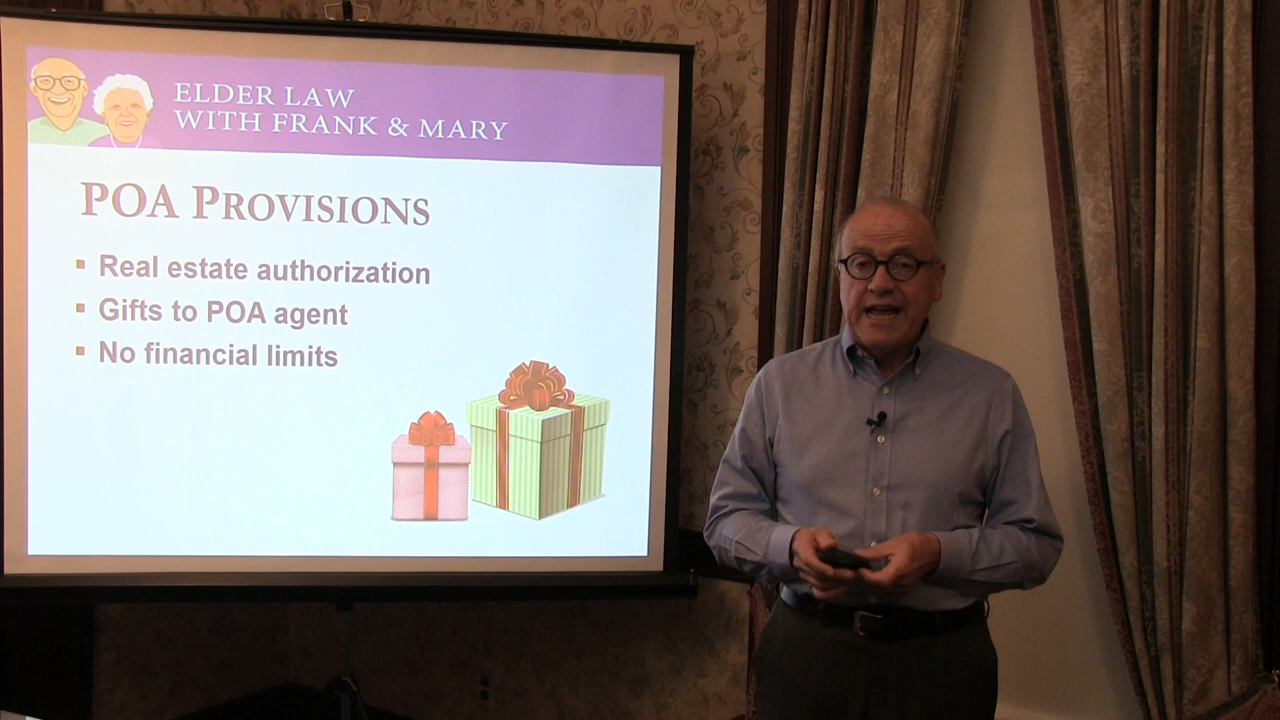 ELDER LAW
WITH FRANK & MARY
POA PROVISIONS
Real estate authorization
Gifts to POA agent
No financial limits